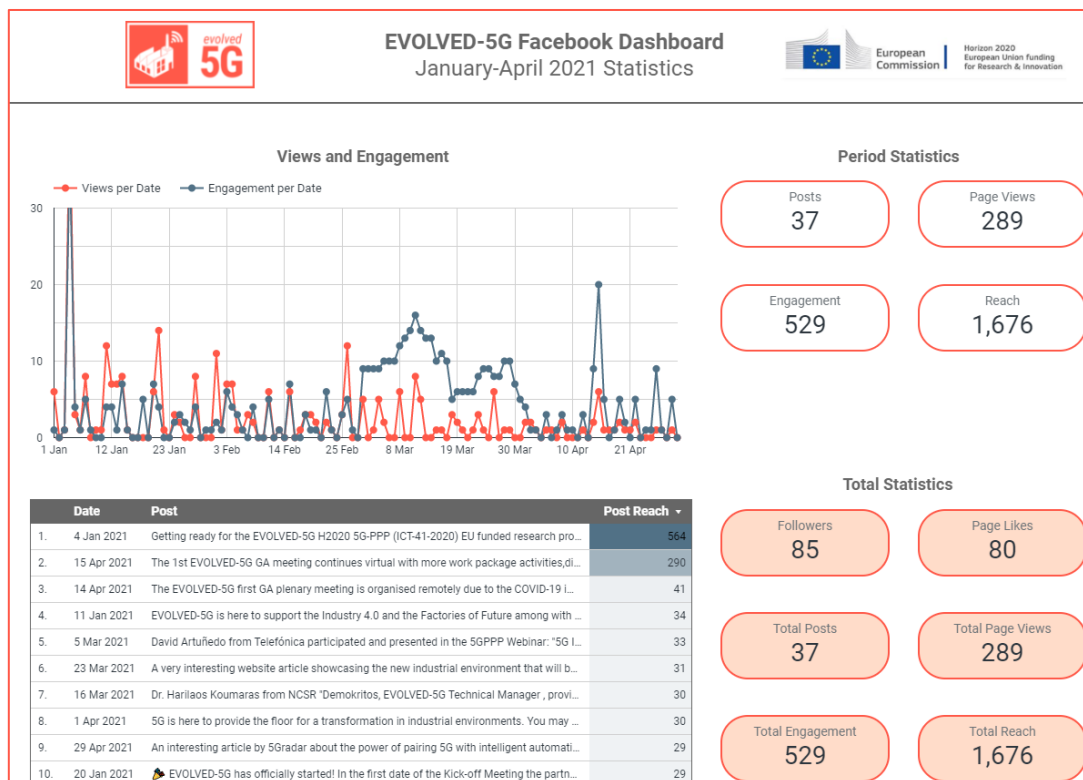 evolved
5G
EVOLVED-5G Facebook Dashboard
January-April 2021 Statistics
European
Commission
Horizon 2020
European Union funding
for Research & Innovation
Views and Engagement
Views per Date
Engagement per Date
30
20
10
0
1 Jan 12 Jan 23 Jan 3 Feb 14 Feb 25 Feb 8 Mar 19 Mar 30 Mar 10 Apr 21 Apr
Period Statistics
Posts
37
Page Views
289
Engagement
529
Reach
1,676
Date Post Post Reach
1. 4 Jan 2021 Getting ready for the EVOLVED-5G H2020 5G-PPP (ICT-41-2020) EU funded research pro... 564
2. 15 Apr 2021 The 1st EVOLVED-5G GA meeting continues virtual with more work package activities,di... 290
3. 14 Apr 2021 The EVOLVED-5G first GA plenary meeting is organised remotely due to the COVID-19 i... 41
4. 11 Jan 2021 EVOLVED-5G is here to support the Industry 4.0 and the Factories of Future among with ... 34
5. 5 Mar 2021 David Artuñedo from Telefónica participated and presented in the 5GPPP Webinar: "5G I... 33
6. 23 Mar 2021 A very interesting website article showcasing the new industrial environment that will b... 31
7. 16 Mar 2021 Dr. Harilaos Koumaras from NCSR "Demokritos, EVOLVED-5G Technical Manager , provi... 30
8. 1 Apr 2021 5G is here to provide the floor for a transformation in industrial environments. You may ... 30
9. 29 Apr 2021 An interesting article by 5Gradar about the power of pairing 5G with intelligent automati... 29
10. 20 Jan 2021 🎉 EVOLVED-5G has officially started! In the first date of the Kick-off Meeting the partn... 29
Total Statistics
Followers
85
Page Likes
80
Total Posts
37
Total Page Views
289
Total Engagement
529
Total Reach
1,676